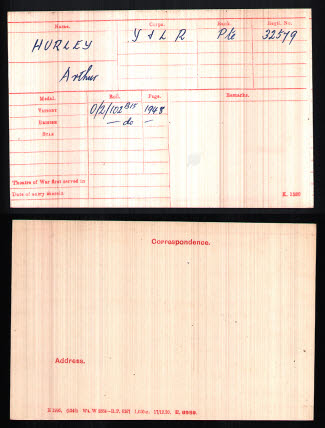 Name. Corps. Rank. Regtl. No.
HURLEY Y & L R Pte 32579
Arthur
Medal. Roll. Page. Remarks.
VICTORY O/2/102 B15 1948
BRITISH — do —
STAR
Theatre of War first served in
Date of entry therein
K. 1380
Correspondence.
Address.